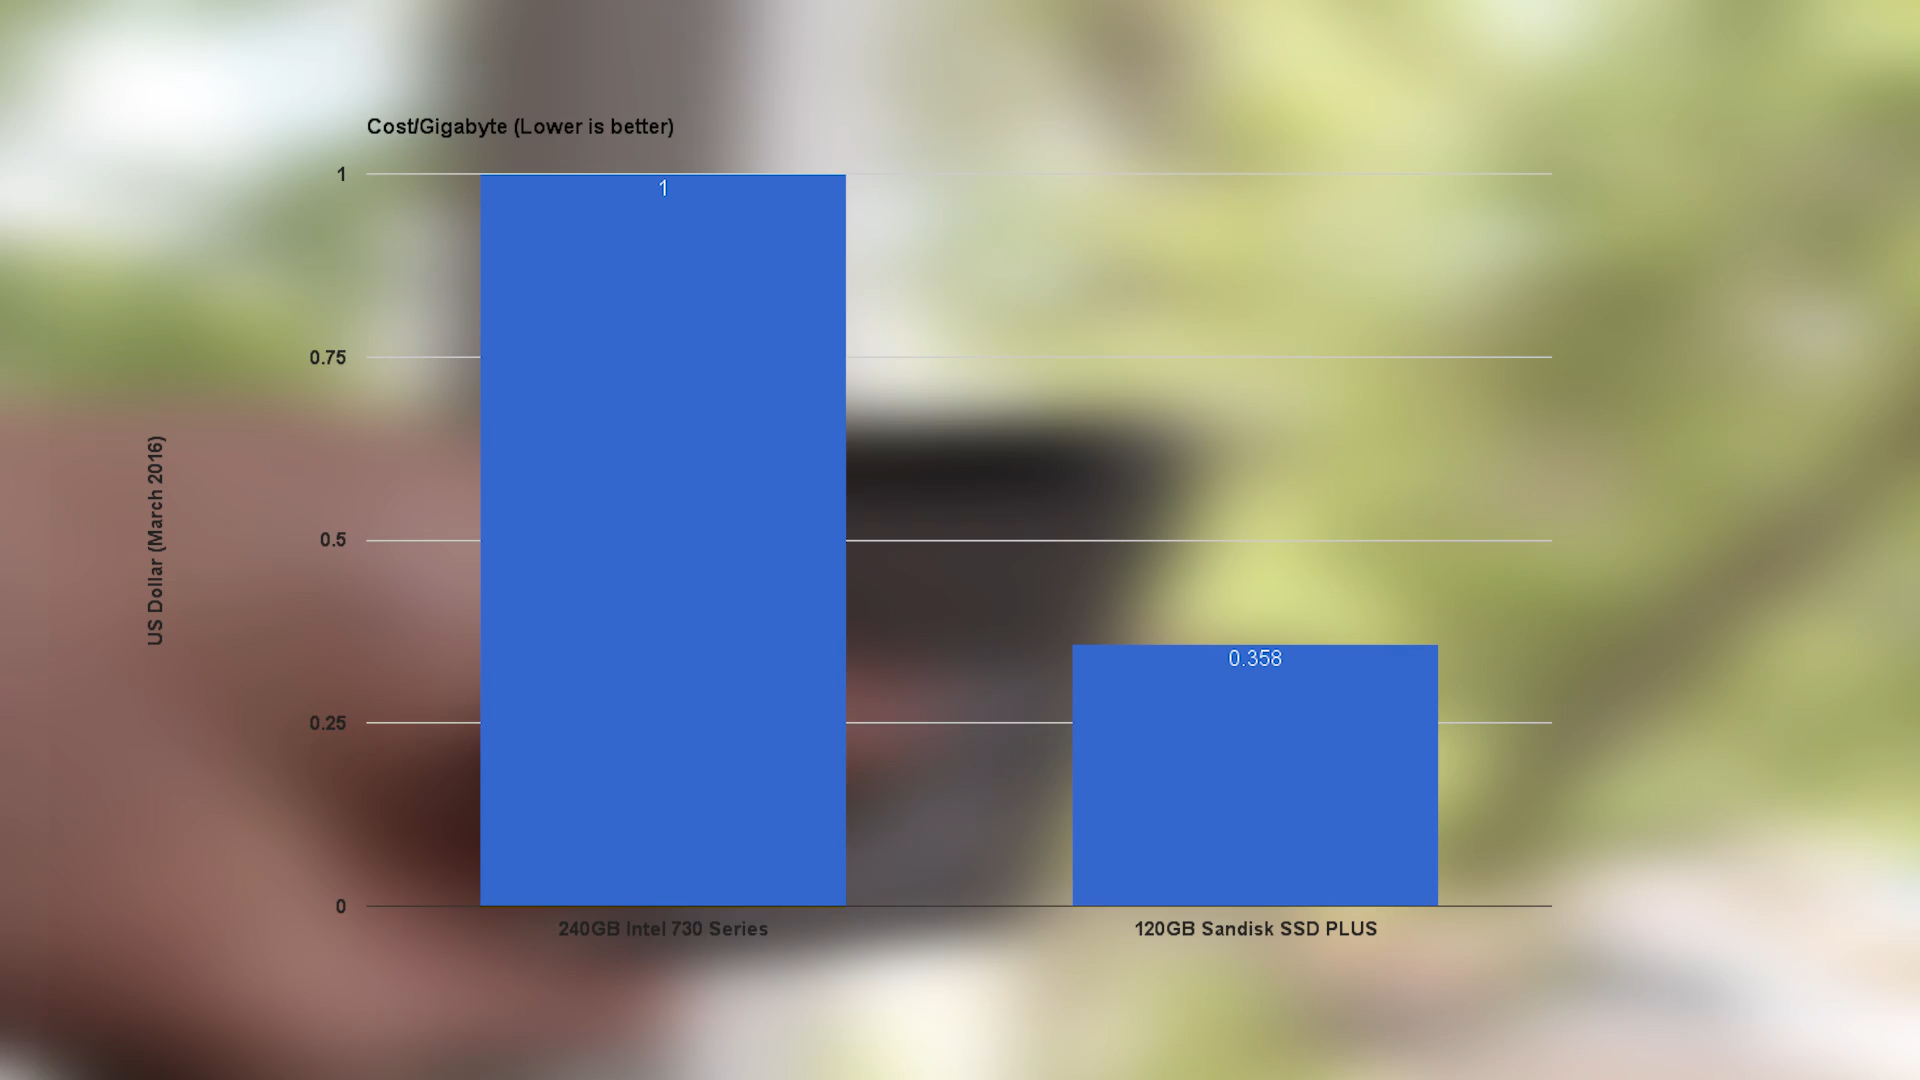 Cost/Gigabyte (Lower is better)
1
1
0.75
US Dollar (March 2016)
0.5
0.358
0.25
0
240GB Intel 730 Series
120GB Sandisk SSD PLUS